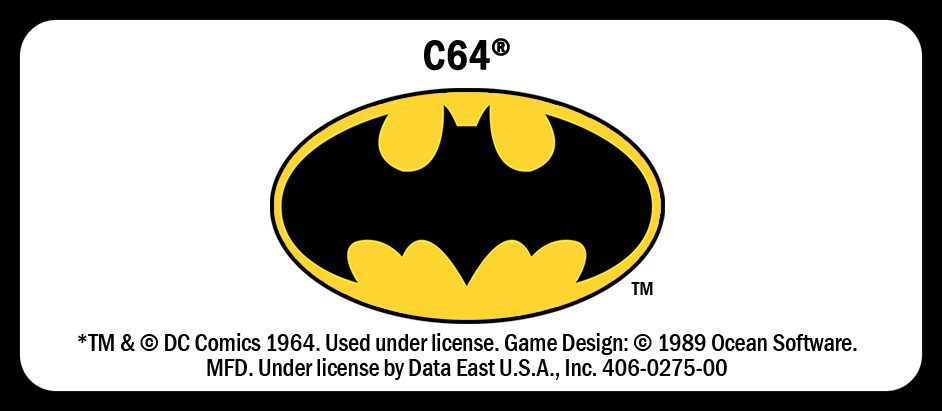 C64®
TM
*TM & © DC Comics 1964. Used under license. Game Design: © 1989 Ocean Software.
MFD. Under license by Data East U.S.A., Inc. 406-0275-00